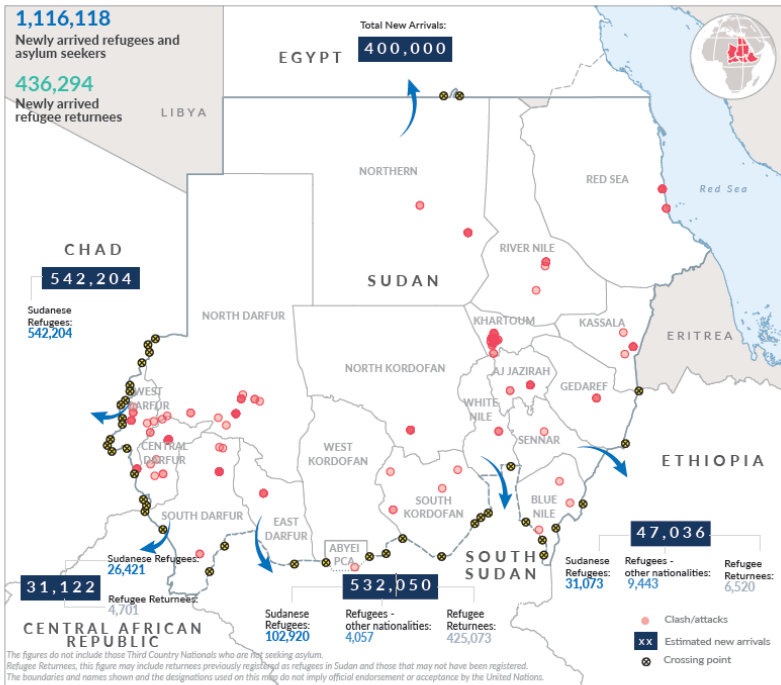 1,116,118
Newly arrived refugees and
asylum seekers
436,294
Newly arrived
refugee returnees
Total New Arrivals:
400,000
EGYPT
LIBYA
NORTHERN
RED SEA
Red Sea
CHAD
542,204
Sudanese
Refugees:
542,204
RIVER NILE
SUDAN
NORTH DARFUR
KHARTOUM
KASSALA
ERITREA
NORTH KORDOFAN
AJ JAZIRAH
GEDAREF
WEST
DARFUR
WHITE
NILE
SENNAR
CENTRAL
DARFUR
WEST
KORDOFAN
ETHIOPIA
SOUTH
KORDOFAN
BLUE
NILE
SOUTH DARFUR
EAST
DARFUR
ABYEI
PCA
SOUTH
SUDAN
47,036
Sudanese
Refugees:
31,073
Refugees -
other nationalities:
9,443
Refugee
Returnees:
6,520
Sudanese Refugees:
26,421
31,122
Refugee Returnees:
4,701
CENTRAL AFRICAN
REPUBLIC
532,050
Sudanese
Refugees:
102,920
Refugees -
other nationalities:
4,057
Refugee
Returnees:
425,073
Clash/attacks
xx Estimated new arrivals
Crossing point
The figures do not include those Third Country Nationals who are not seeking asylum.
Refugee Returnees, this figure may include returnees previously registered as refugees in Sudan and those that may not have been registered.
The boundaries and names shown and the designations used on this map do not imply official endorsement or acceptance by the United Nations.